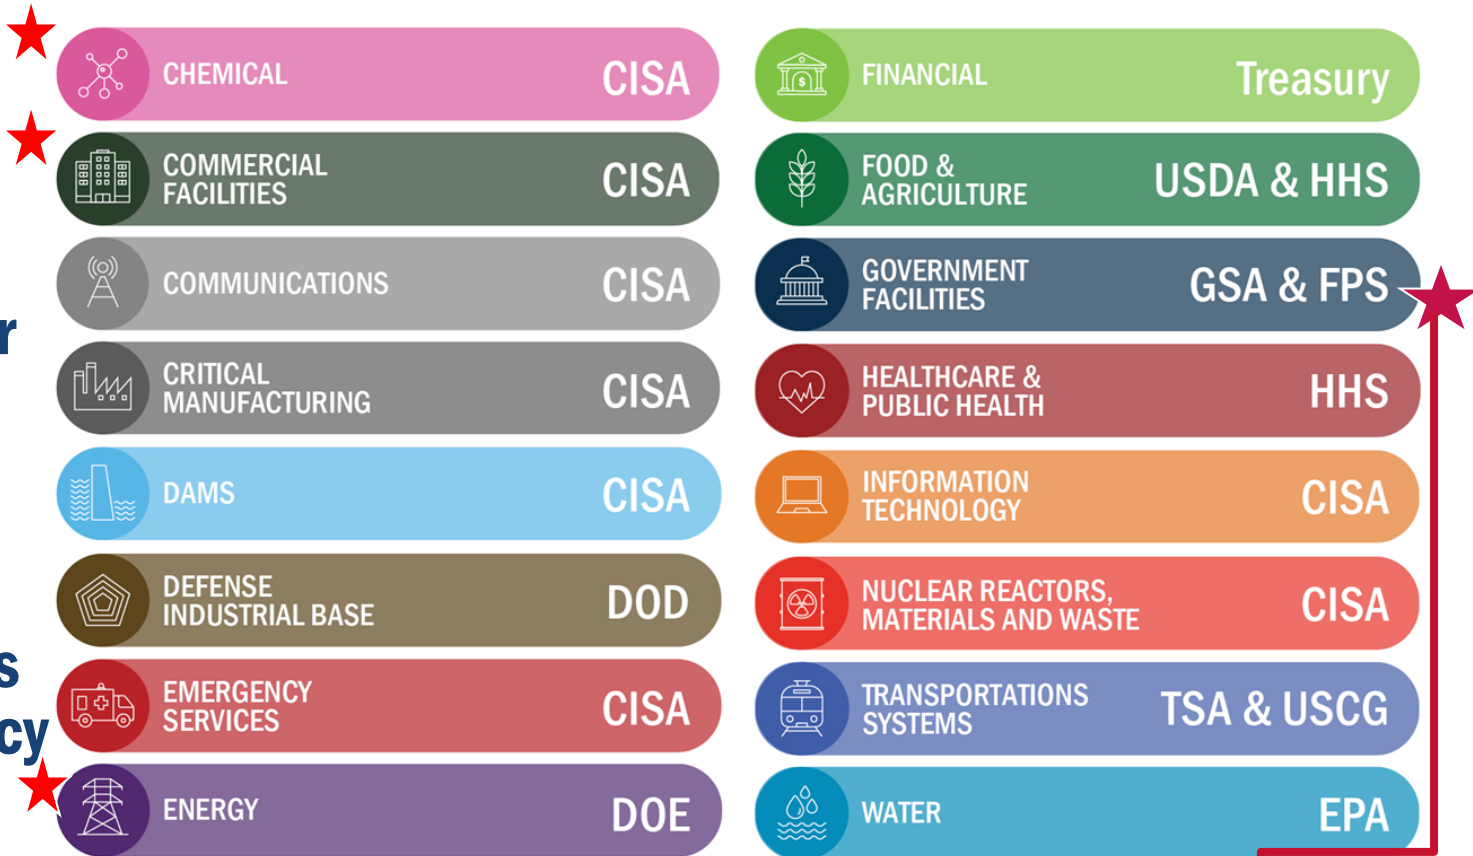 CHEMICAL
CISA
COMMERCIAL
FACILITIES
CISA
COMMUNICATIONS
CISA
r
CRITICAL
MANUFACTURING
CISA
DAMS
CISA
DEFENSE
INDUSTRIAL BASE
DOD
s
EMERGENCY
SERVICES
CISA
cy
ENERGY
DOE
FINANCIAL
Treasury
$
FOOD &
AGRICULTURE
USDA & HHS
GOVERNMENT
FACILITIES
GSA & FPS
HEALTHCARE &
PUBLIC HEALTH
HHS
INFORMATION
TECHNOLOGY
CISA
NUCLEAR REACTORS,
MATERIALS AND WASTE
CISA
TRANSPORTATIONS
SYSTEMS
TSA & USCG
WATER
EPA